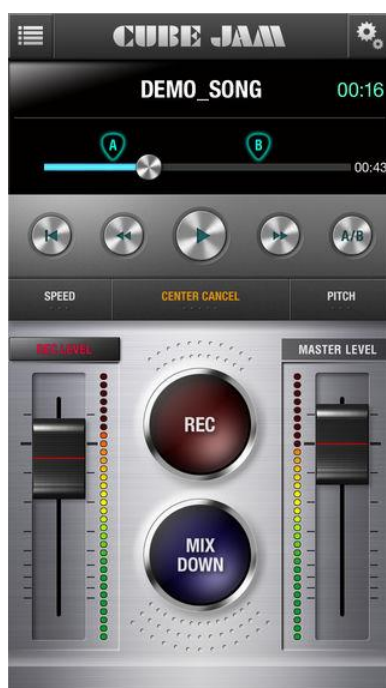 CUBE JAM
DEMO_SONG 00:16
A B
00:43
A/B
SPEED CENTER CANCEL PITCH
REC LEVEL MASTER LEVEL
REC
MIX
DOWN